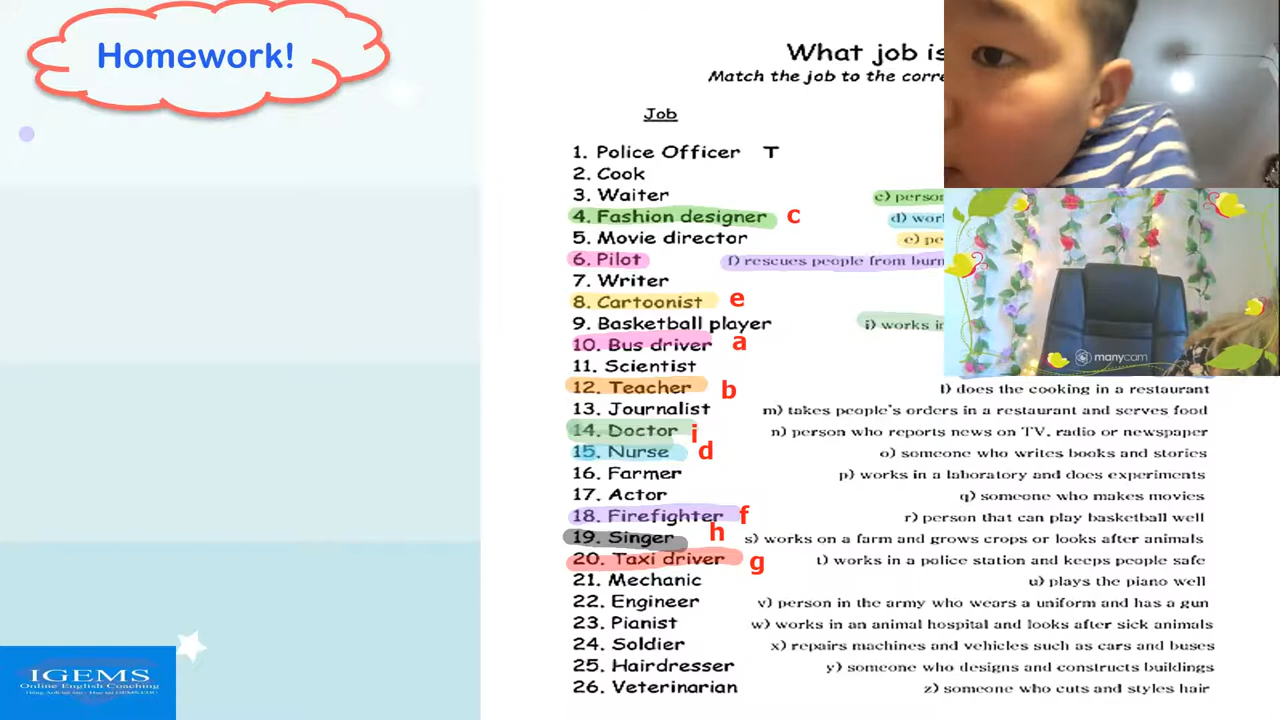 Homework!
What job is
Match the job to the corre
Job
1. Police Officer T
2. Cook
3. Waiter
c) person
4. Fashion designer c
d) worl
5. Movie director
e) pe
6. Pilot
f) rescues people from burn
7. Writer
8. Cartoonist e
9. Basketball player
i) works in
10. Bus driver a
manycam
11. Scientist
12. Teacher b
l) does the cooking in a restaurant
13. Journalist
m) takes people's orders in a restaurant and serves food
14. Doctor i
n) person who reports news on TV, radio or newspaper
15. Nurse d
o) someone who writes books and stories
16. Farmer
p) works in a laboratory and does experiments
17. Actor
q) someone who makes movies
18. Firefighter f
r) person that can play basketball well
19. Singer h
s) works on a farm and grows crops or looks after animals
20. Taxi driver g
t) works in a police station and keeps people safe
21. Mechanic
u) plays the piano well
22. Engineer
v) person in the army who wears a uniform and has a gun
23. Pianist
w) works in an animal hospital and looks after sick animals
24. Soldier
x) repairs machines and vehicles such as cars and buses
25. Hairdresser
y) someone who designs and constructs buildings
26. Veterinarian
z) someone who cuts and styles hair
IGEMS
Online English Coaching